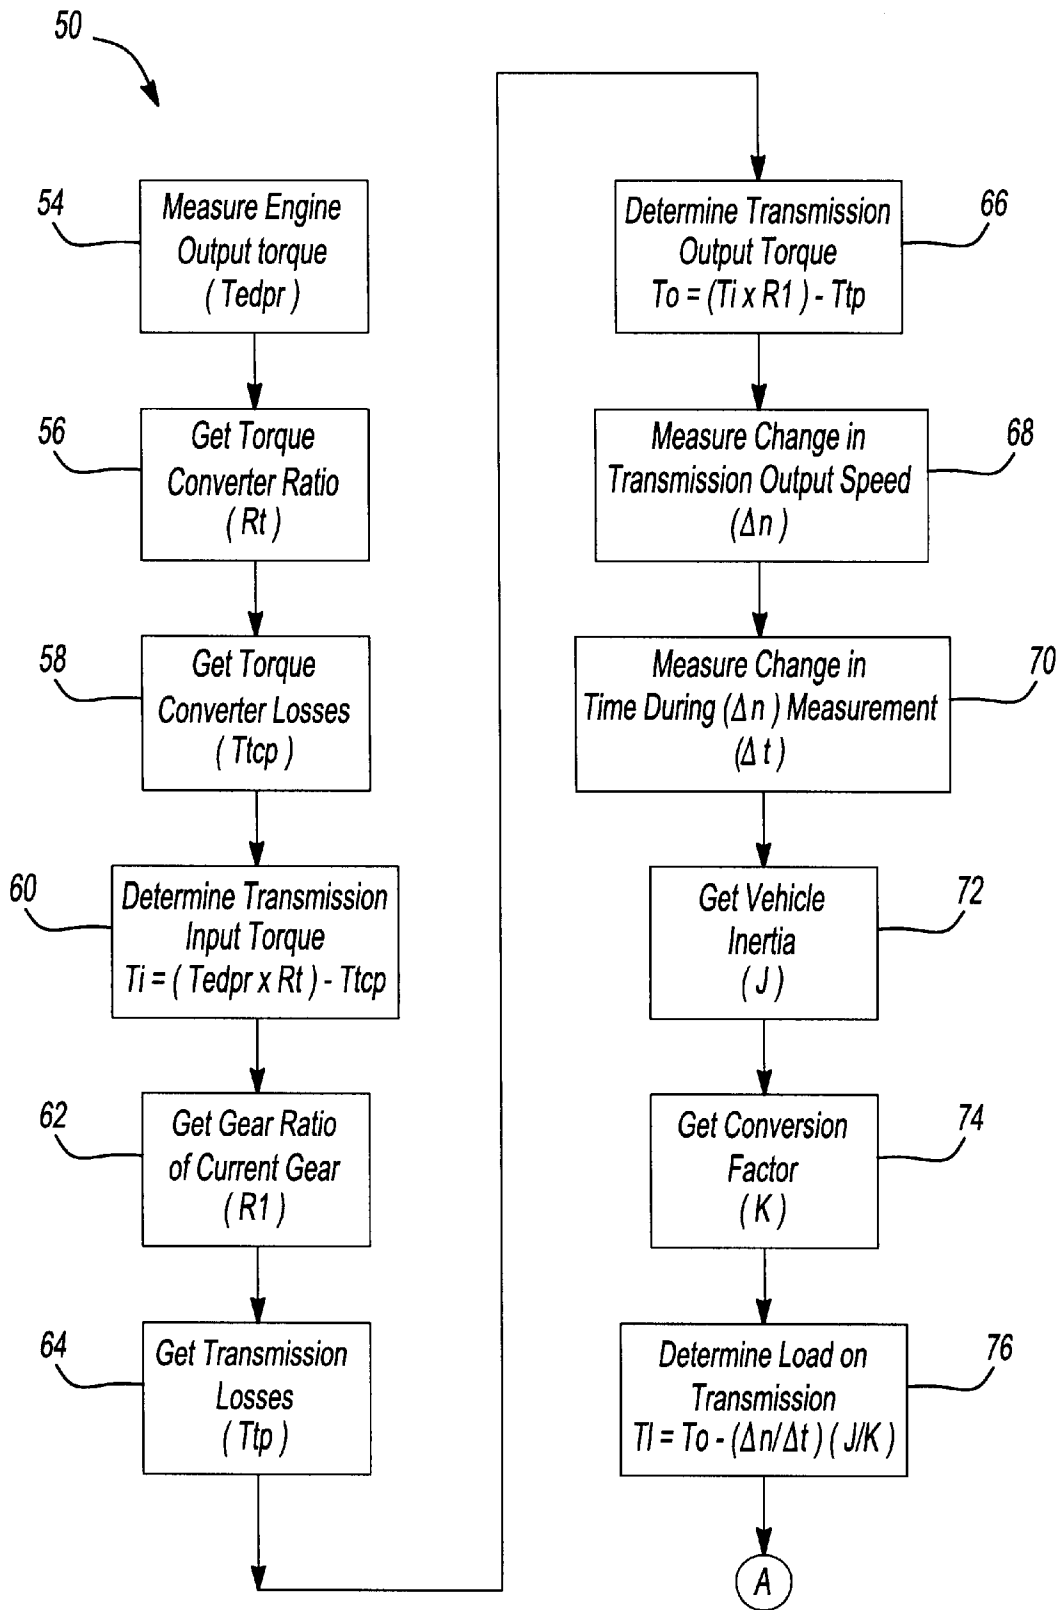 50
54
Measure Engine
Output torque
( Tedpr )
56
Get Torque
Converter Ratio
( Rt )
58
Get Torque
Converter Losses
( Ttcp )
60
Determine Transmission
Input Torque
Ti = ( Tedpr x Rt ) - Ttcp
62
Get Gear Ratio
of Current Gear
( R1 )
64
Get Transmission
Losses
( Ttp )
66
Determine Transmission
Output Torque
To = (Ti x R1 ) - Ttp
68
Measure Change in
Transmission Output Speed
(Δn )
70
Measure Change in
Time During (Δn ) Measurement
(Δ t )
72
Get Vehicle
Inertia
( J )
74
Get Conversion
Factor
( K )
76
Determine Load on
Transmission
Tl = To - (Δn/Δt ) ( J/K )
A